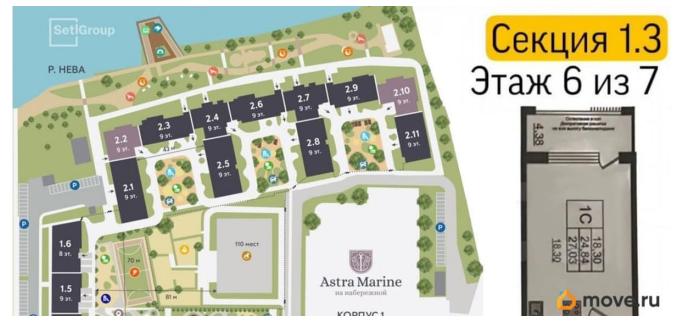 SetlGroup
Секция 1.3
Этаж 6 из 7
Р. НЕВА
2.2
9 эт.
2.3
9 эт.
2.4
9 эт.
2.6
9 эт.
2.7
9 эт.
2.9
9 эт.
2.10
9 эт.
2.1
9 эт.
2.5
9 эт.
2.8
9 эт.
2.11
9 эт.
43 м
1.6
8 эт.
1.5
9 эт.
70 м
81 м
110 мест
Astra Marine
на набережной
КОРПУС 1
4.38
1С
18.30
24.84
27.03
18.30
move.ru